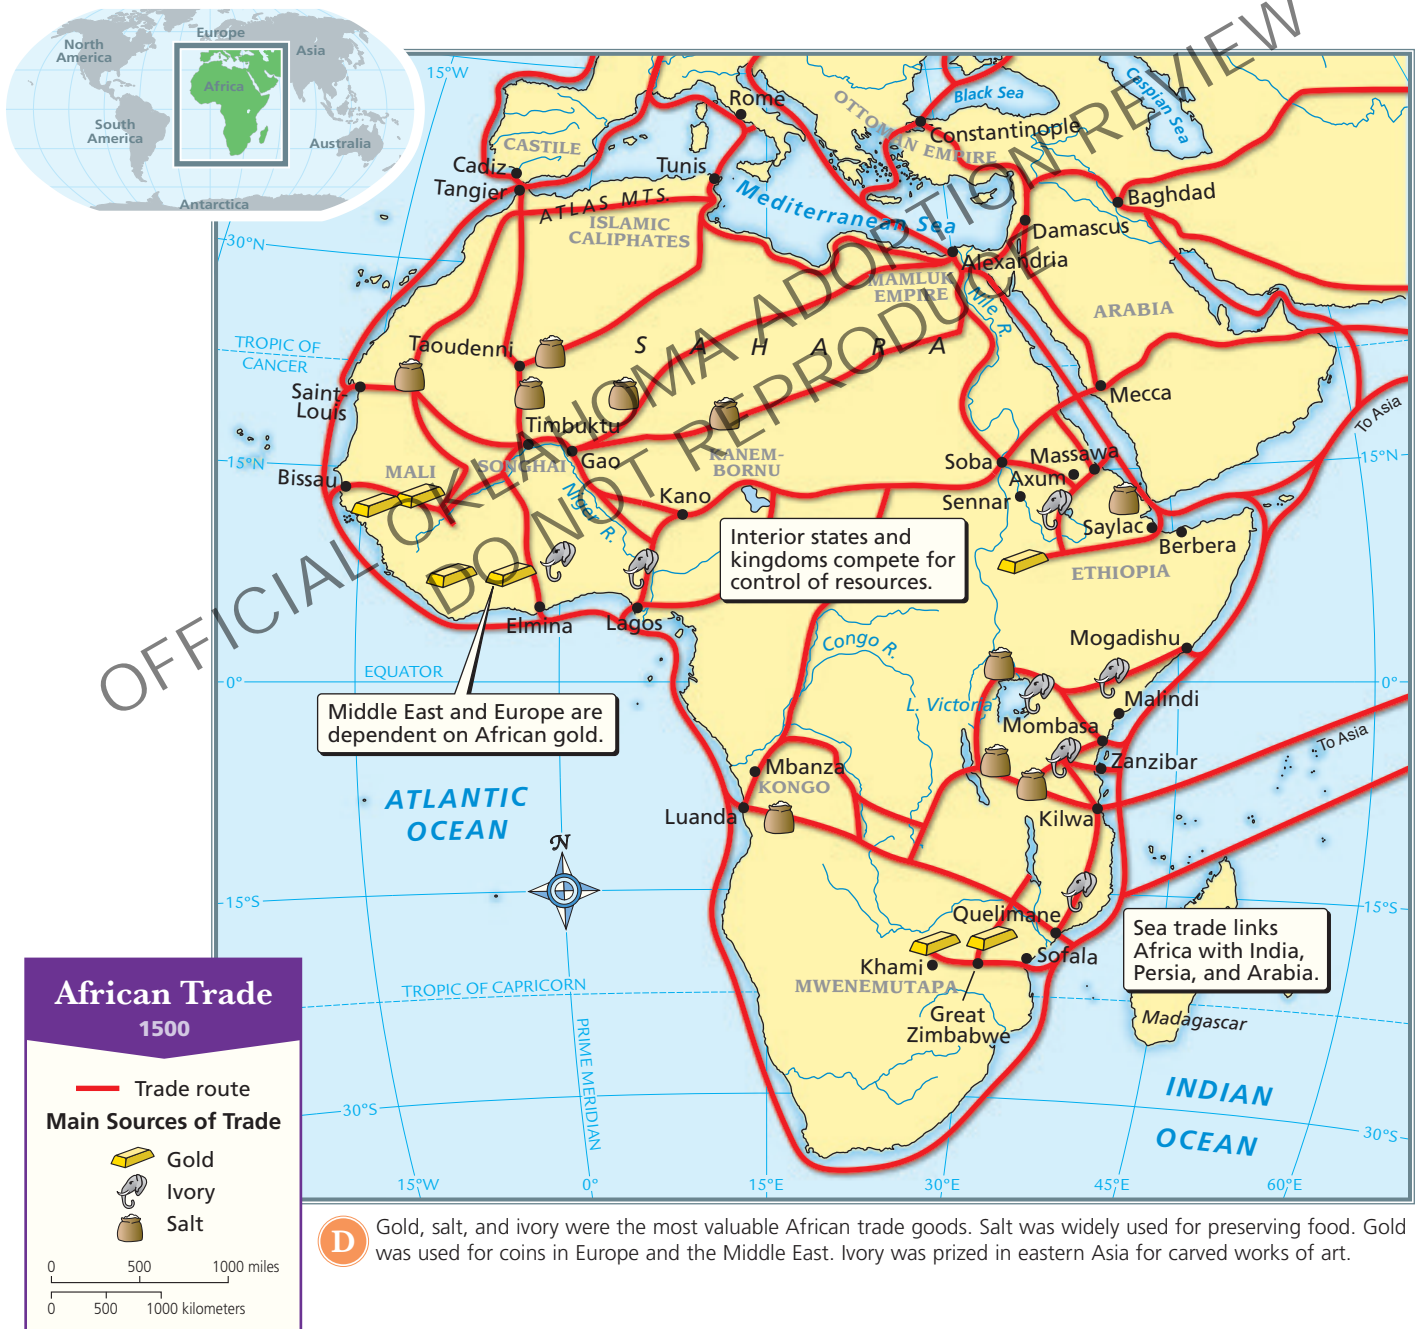 North
America
Europe
Asia
Africa
South
America
Australia
Antarctica
15°W
Rome
Black Sea
Caspian Sea
OTTOMAN EMPIRE
Constantinople
CASTILE
Cadiz
Tangier
Tunis
ATLAS MTS.
Mediterranean Sea
Baghdad
ISLAMIC
CALIPHATES
Damascus
30°N
Alexandria
MAMLUK
EMPIRE
Nile R.
ARABIA
TROPIC OF
CANCER
Taoudenni
SAHARA
Saint-
Louis
Mecca
To Asia
Timbuktu
15°N
15°N
Bissau
MALI
SONGHAI
Gao
KANEM-
BORNU
Soba
Massawa
Axum
Niger R.
Kano
Sennar
Saylac
Berbera
Interior states and
kingdoms compete for
control of resources.
ETHIOPIA
Elmina
Lagos
Congo R.
Mogadishu
EQUATOR
0°
0°
Middle East and Europe are
dependent on African gold.
L. Victoria
Malindi
Mombasa
To Asia
Zanzibar
Mbanza
KONGO
ATLANTIC
OCEAN
Luanda
Kilwa
N
15°S
15°S
Quelimane
Sea trade links
Africa with India,
Persia, and Arabia.
Khami
Sofala
MWENEMUTAPA
TROPIC OF CAPRICORN
Great
Zimbabwe
Madagascar
PRIME MERIDIAN
INDIAN
OCEAN
30°S
30°S
15°W
0°
15°E
30°E
45°E
60°E
African Trade
1500
Trade route
Main Sources of Trade
Gold
Ivory
Salt
0 500 1000 miles
0 500 1000 kilometers
D
Gold, salt, and ivory were the most valuable African trade goods. Salt was widely used for preserving food. Gold
was used for coins in Europe and the Middle East. Ivory was prized in eastern Asia for carved works of art.
OFFICIAL OKLAHOMA ADOPTION REVIEW
DO NOT REPRODUCE